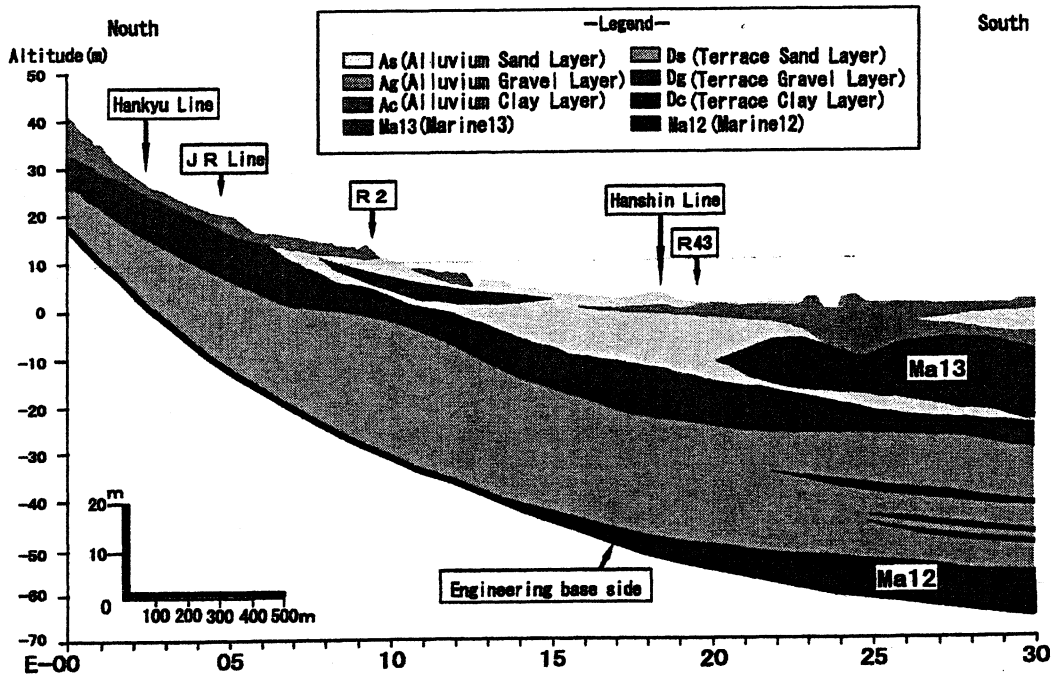 Nouth
South
Altitude(m)
—Legend—
As(Alluvium Sand Layer)
Ds(Terrace Sand Layer)
Ag(Alluvium Gravel Layer)
Dg(Terrace Gravel Layer)
Ac(Alluvium Clay Layer)
Dc(Terrace Clay Layer)
Ma13(Marine13)
Ma12(Marine12)
50
40
30
20
10
0
-10
-20
-30
-40
-50
-60
-70
Hankyu Line
JR Line
R2
Hanshin Line
R43
Ma13
Ma12
Engineering base side
20 m
10
0
100 200 300 400 500m
E-00 05 10 15 20 25 30